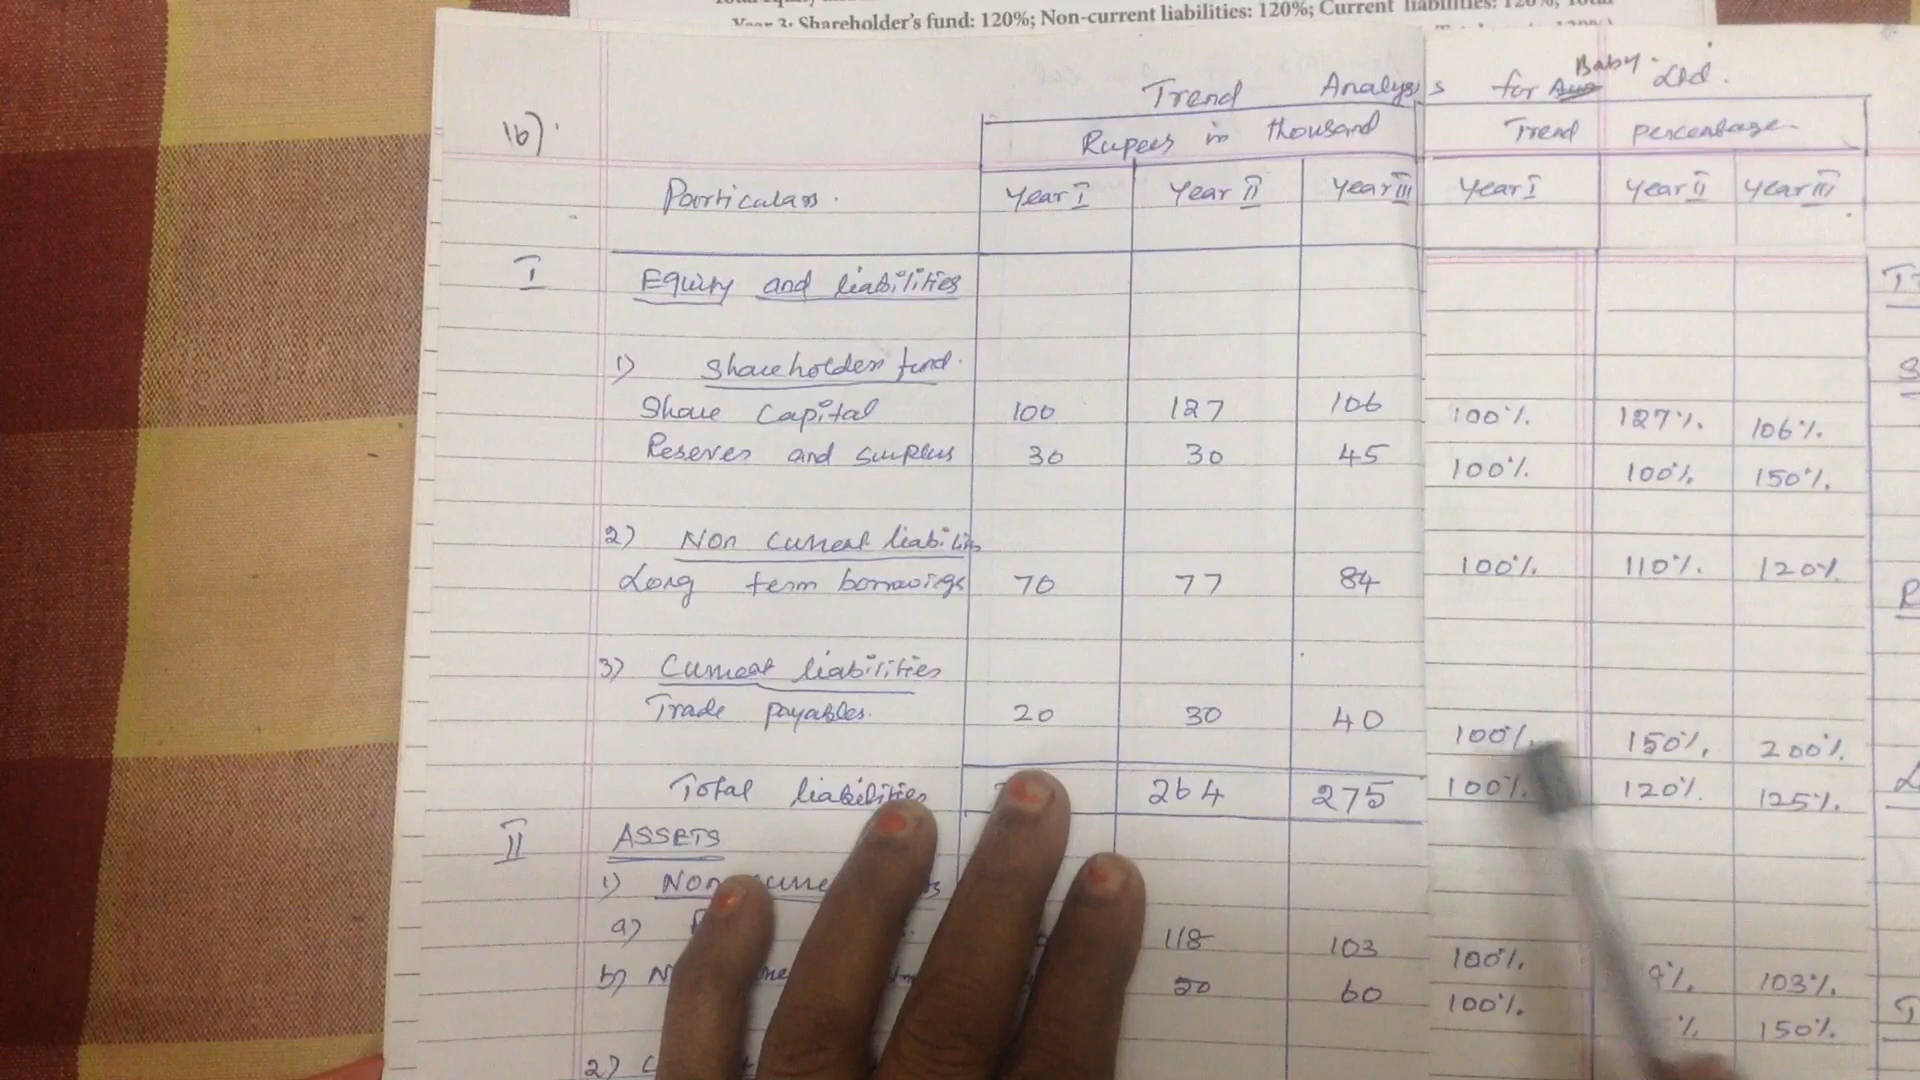 Year 3: Shareholder's fund: 120%; Non-current liabilities: 120%; Current liabilities: 120%; Total
Trend Analysis for Baby Ltd.
16)
Rupees in thousand Trend percentage
Particulars. Year I Year II Year III Year I Year II Year III
I Equity and liabilities
1) Shareholders fund.
Share Capital 100 127 106 100% 127% 106%
Reserves and surplus 30 30 45 100% 100% 150%
2) Non Current liabilities
Long term borrowings 70 77 84 100% 110% 120%
3) Current liabilities
Trade payables. 20 30 40 100% 150% 200%
Total liabilities 264 275 100% 120% 125%
II ASSETS
1) Non
a) 118 103 100% 103%
b) 50 60 100% 150%
2) C